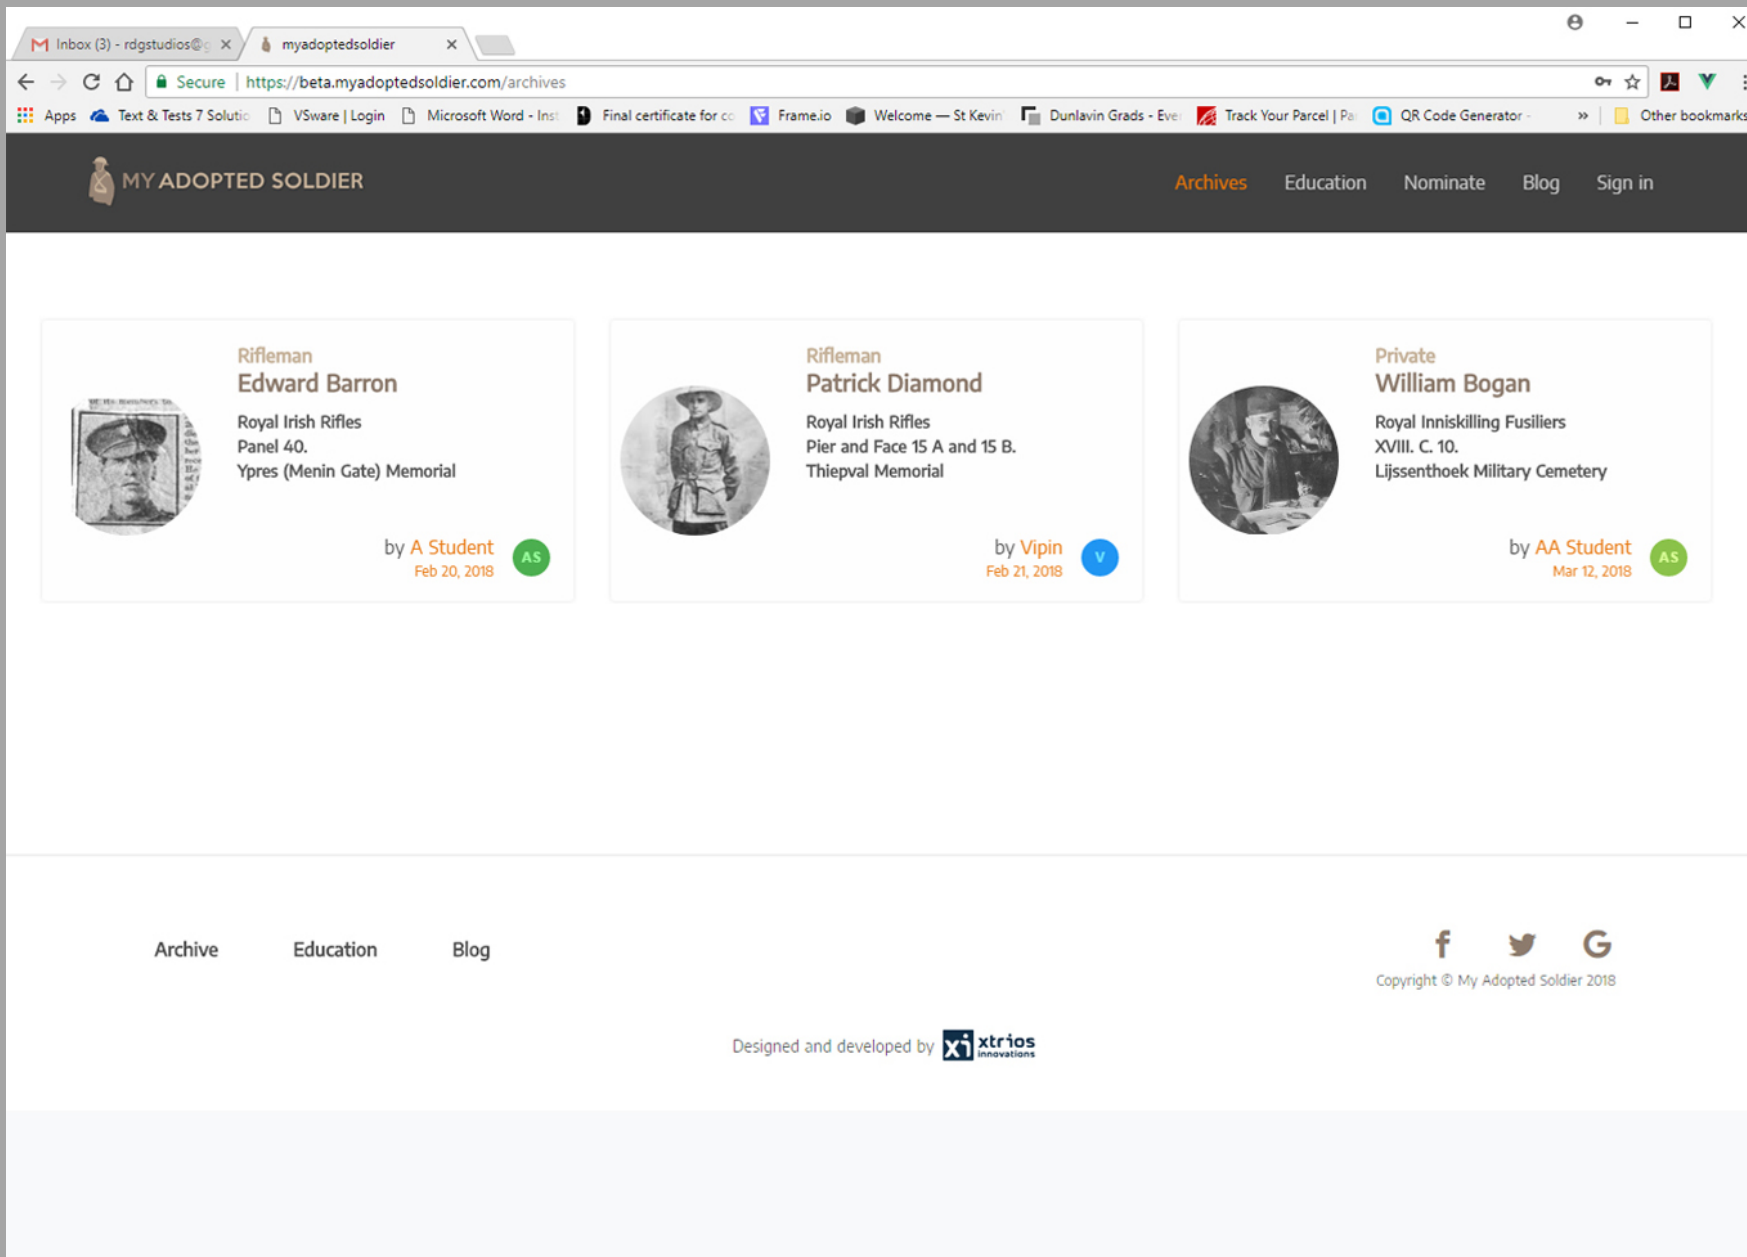 Inbox (3) - rdgstudios@g
myadoptedsoldier
Secure | https://beta.myadoptedsoldier.com/archives
Apps Text & Tests 7 Solutio VSware | Login Microsoft Word - Inst Final certificate for co Frame.io Welcome — St Kevin Dunlavin Grads - Eve Track Your Parcel | Pa QR Code Generator - » Other bookmarks
MY ADOPTED SOLDIER
Archives Education Nominate Blog Sign in
Rifleman
Edward Barron
Royal Irish Rifles
Panel 40.
Ypres (Menin Gate) Memorial
by A Student
Feb 20, 2018
AS
Rifleman
Patrick Diamond
Royal Irish Rifles
Pier and Face 15 A and 15 B.
Thiepval Memorial
by Vipin
Feb 21, 2018
V
Private
William Bogan
Royal Inniskilling Fusiliers
XVIII. C. 10.
Lijssenthoek Military Cemetery
by AA Student
Mar 12, 2018
AS
Archive Education Blog
Copyright © My Adopted Soldier 2018
Designed and developed by xi xtrios
innovations